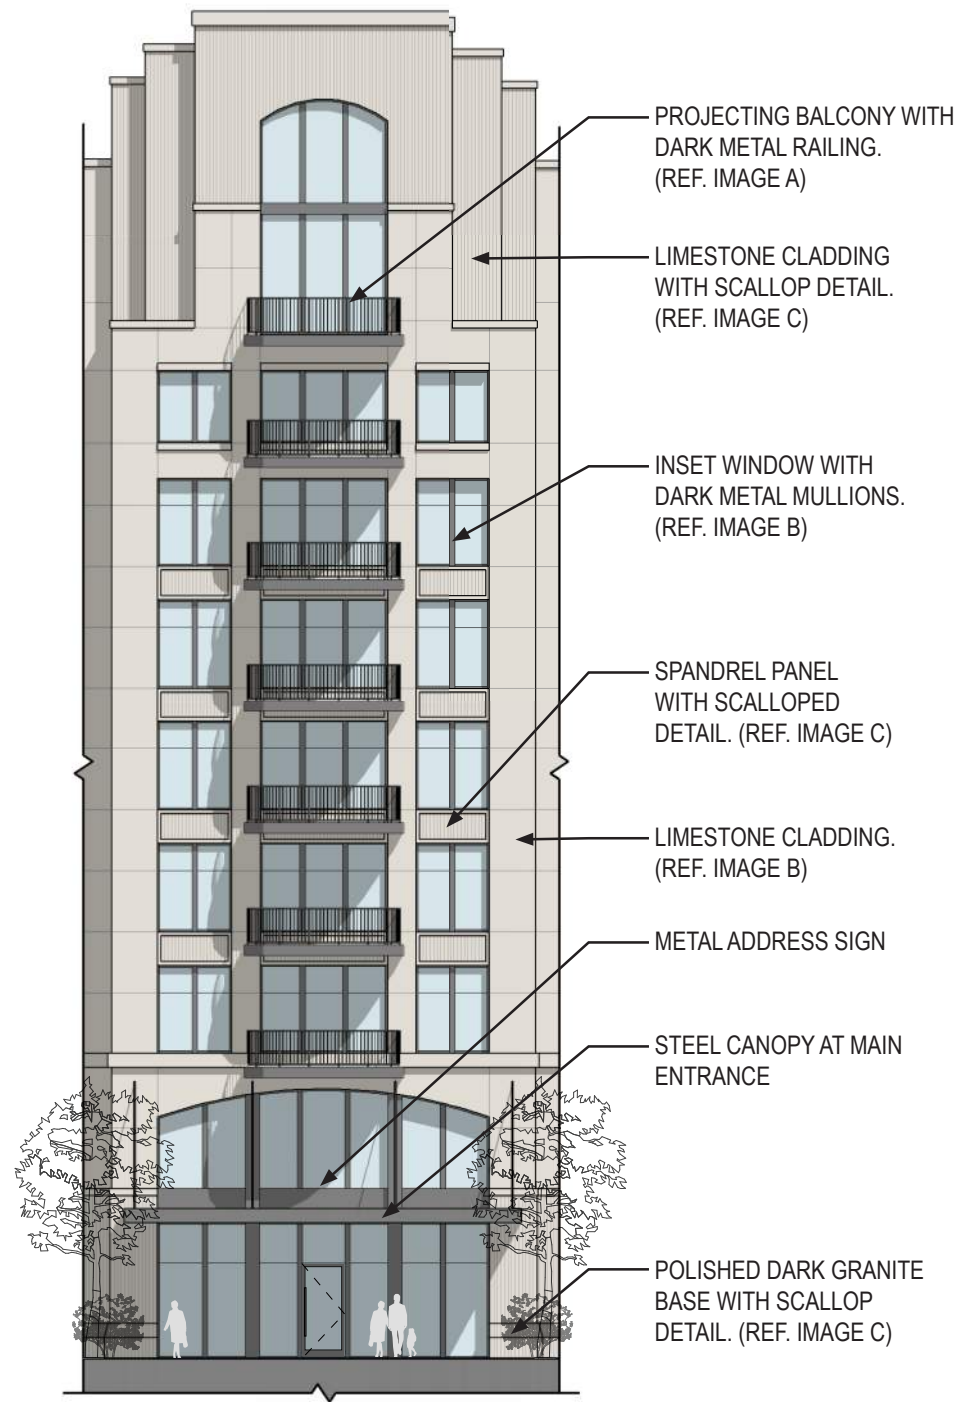 PROJECTING BALCONY WITH
DARK METAL RAILING.
(REF. IMAGE A)
LIMESTONE CLADDING
WITH SCALLOP DETAIL.
(REF. IMAGE C)
INSET WINDOW WITH
DARK METAL MULLIONS.
(REF. IMAGE B)
SPANDREL PANEL
WITH SCALLOPED
DETAIL. (REF. IMAGE C)
LIMESTONE CLADDING.
(REF. IMAGE B)
METAL ADDRESS SIGN
STEEL CANOPY AT MAIN
ENTRANCE
POLISHED DARK GRANITE
BASE WITH SCALLOP
DETAIL. (REF. IMAGE C)